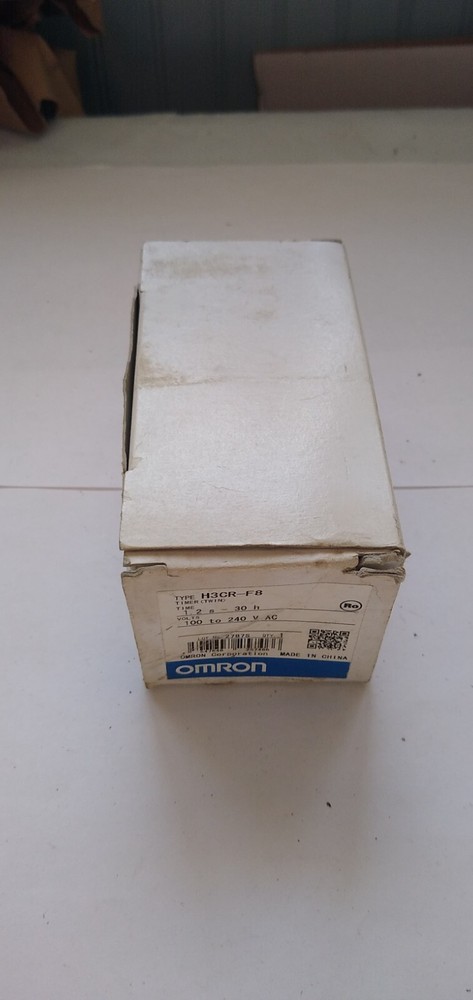 TYPE H3CR-F8
TIMER(TWIN)
TIME
1.2 s - 30 h
VOLTS
100 to 240 V AC
Ro
OMRON Corporation MADE IN CHINA
OMRON